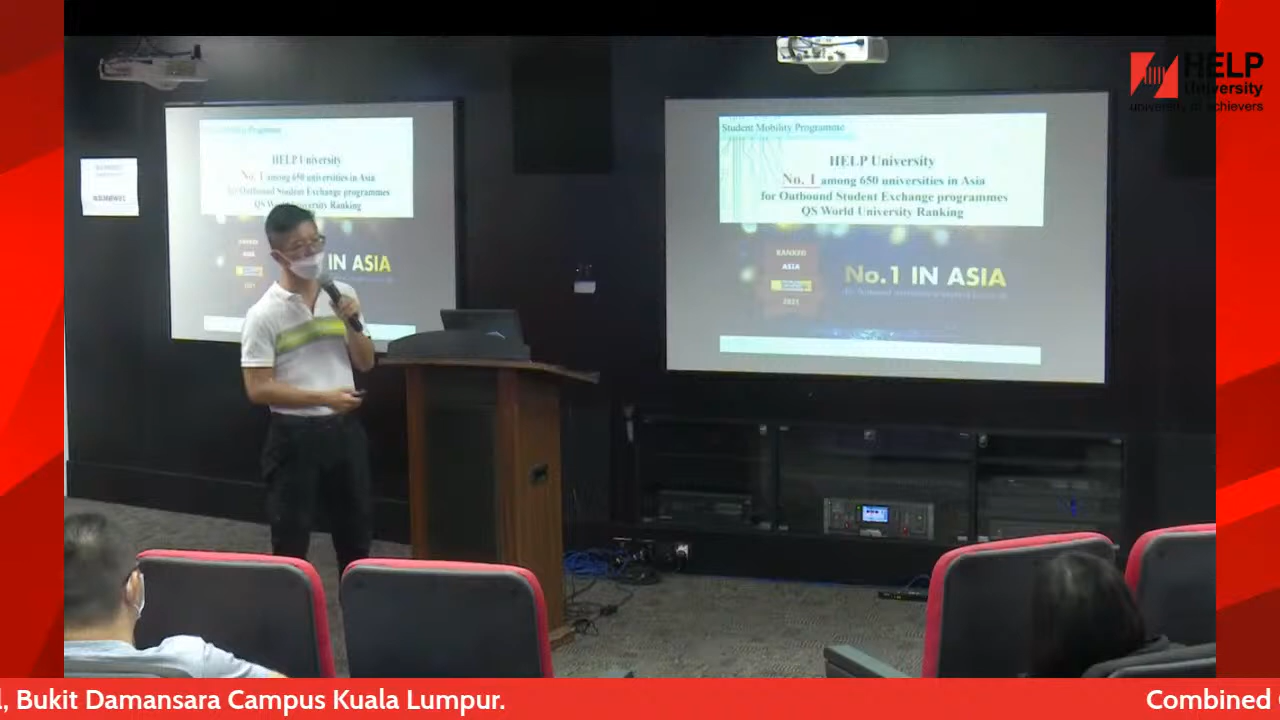 HELP
University
university of achievers
Student Mobility Programme
HELP University
No. 1 among 650 universities in Asia
for Outbound Student Exchange programmes
QS World University Ranking
IN ASIA
Student Mobility Programme
HELP University
No. 1 among 650 universities in Asia
for Outbound Student Exchange programmes
QS World University Ranking
RANKED
ASIA
2021
No.1 IN ASIA
, Bukit Damansara Campus Kuala Lumpur.
Combined